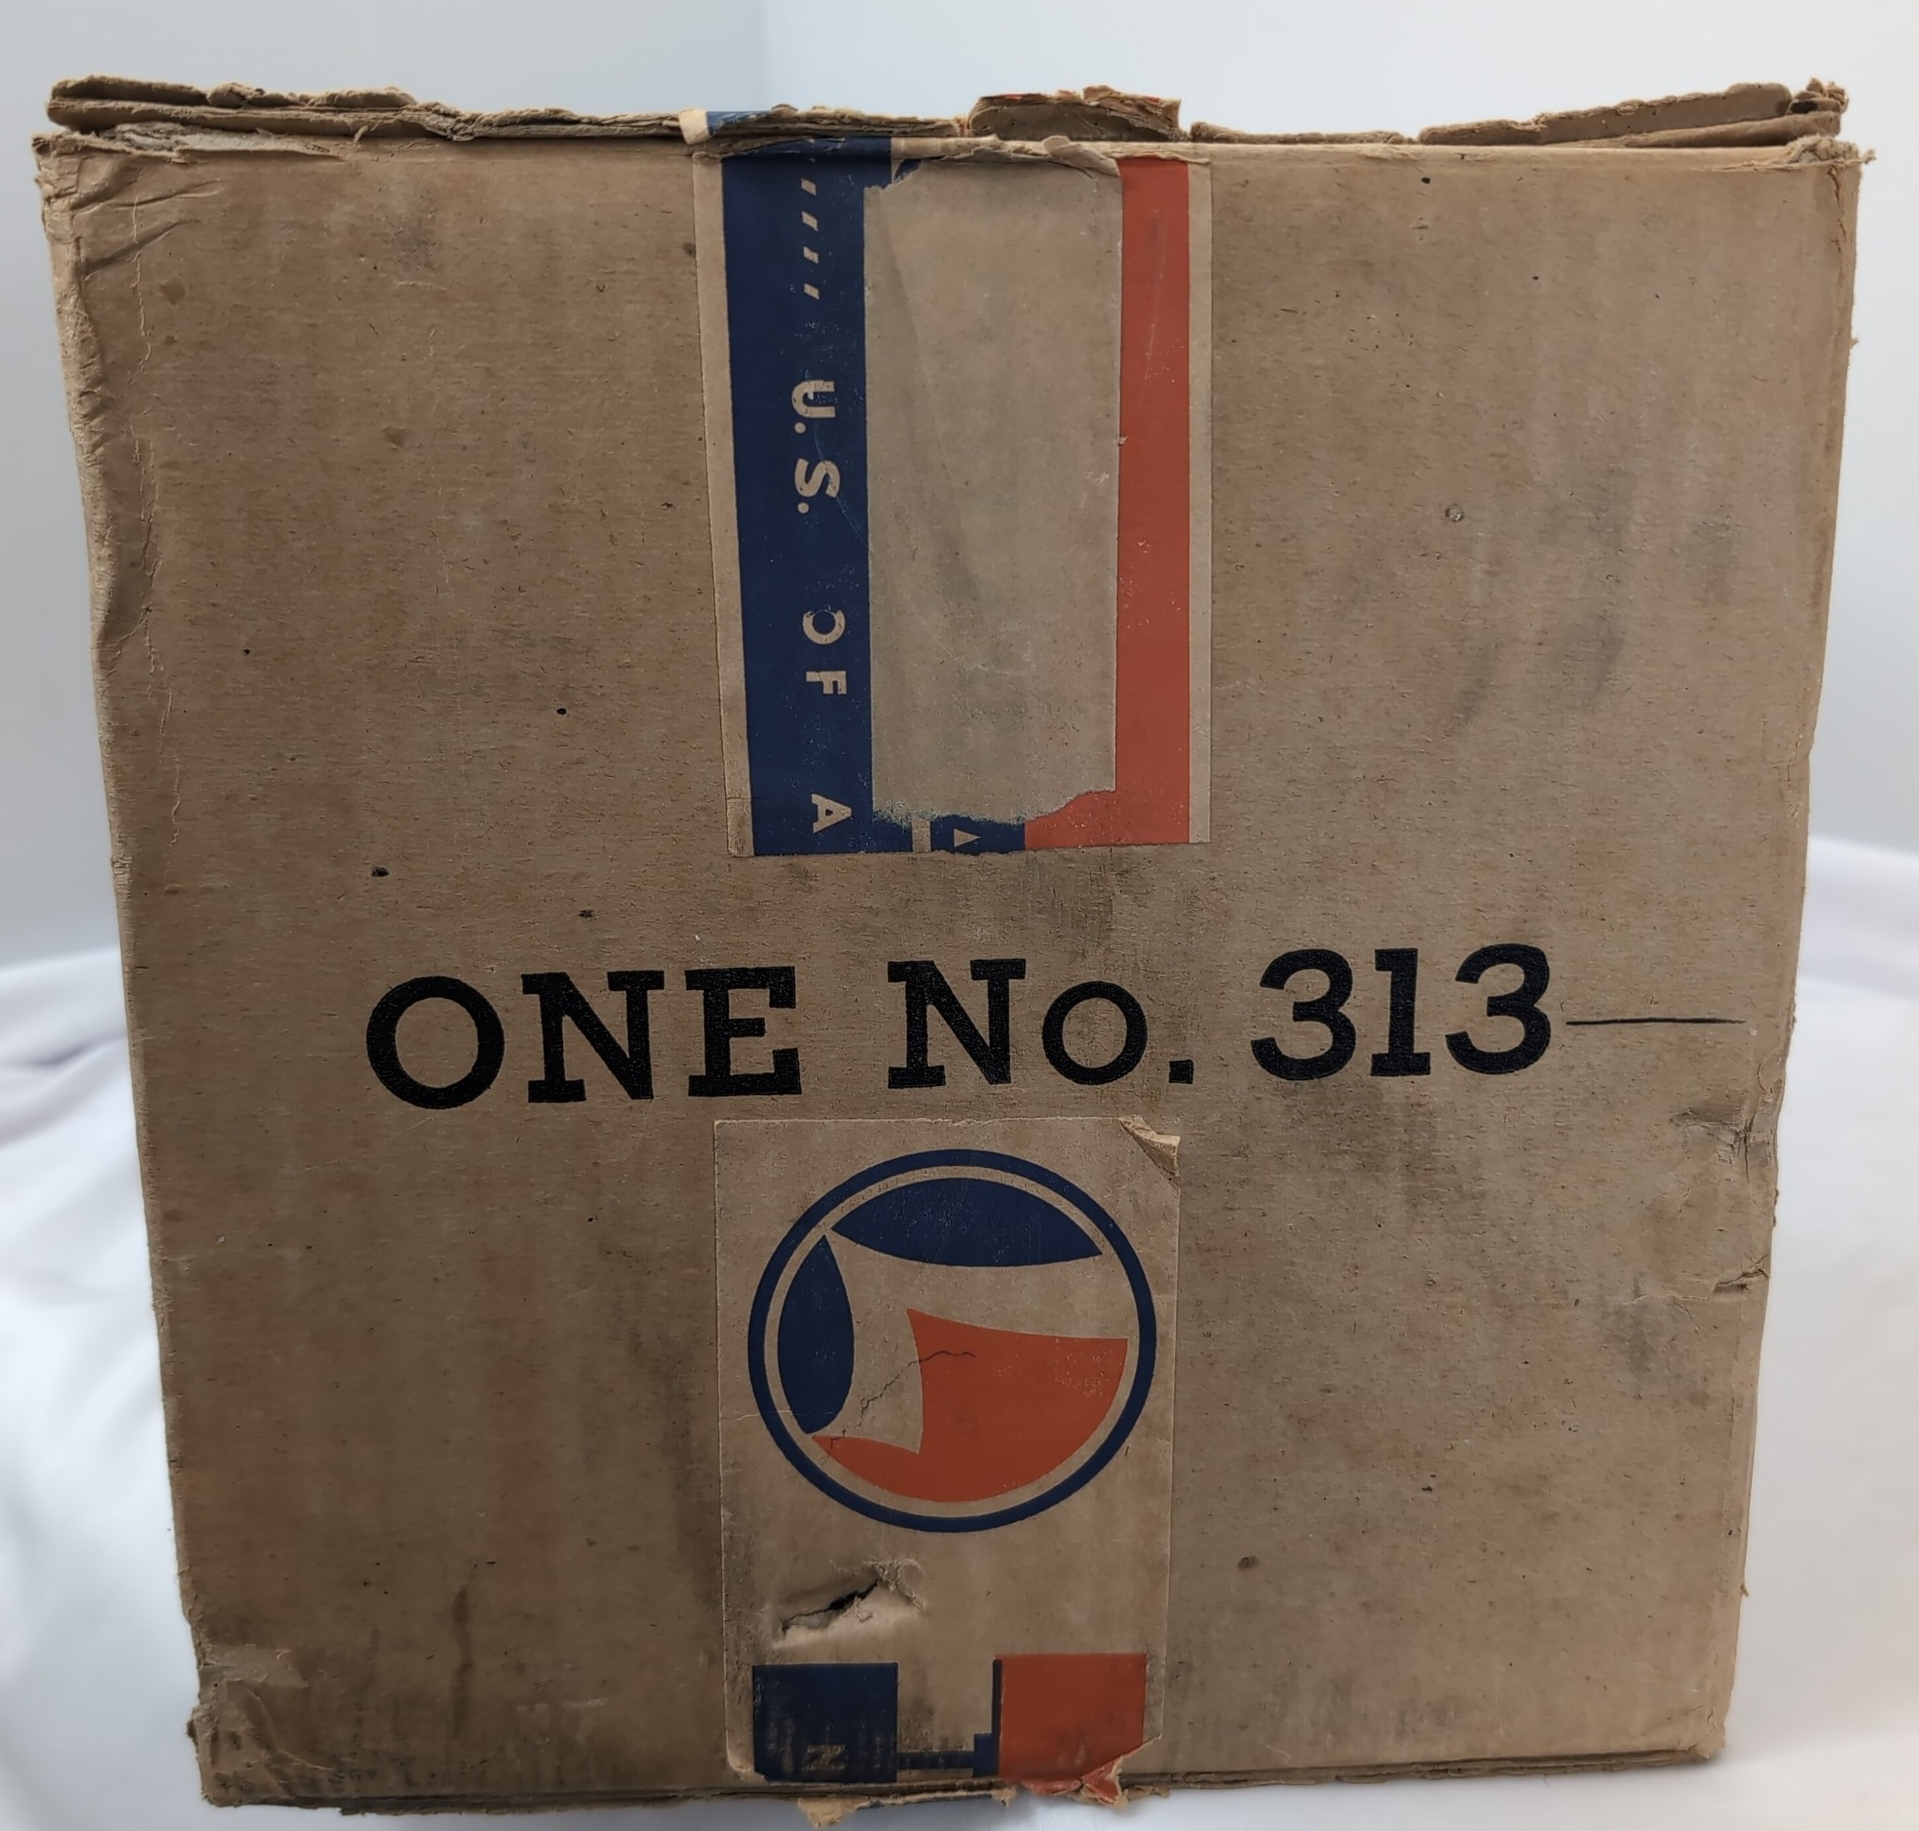 U.S. OF A
ONE No. 313
N